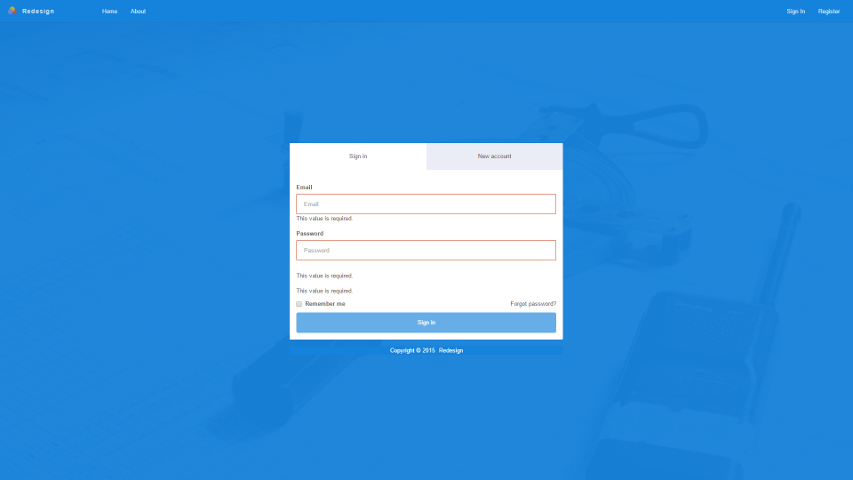 Redesign Home About Sign In Register
Sign in New account
Email
Email
This value is required.
Password
Password
This value is required.
This value is required.
Remember me Forgot password?
Sign in
Copyright © 2015 Redesign